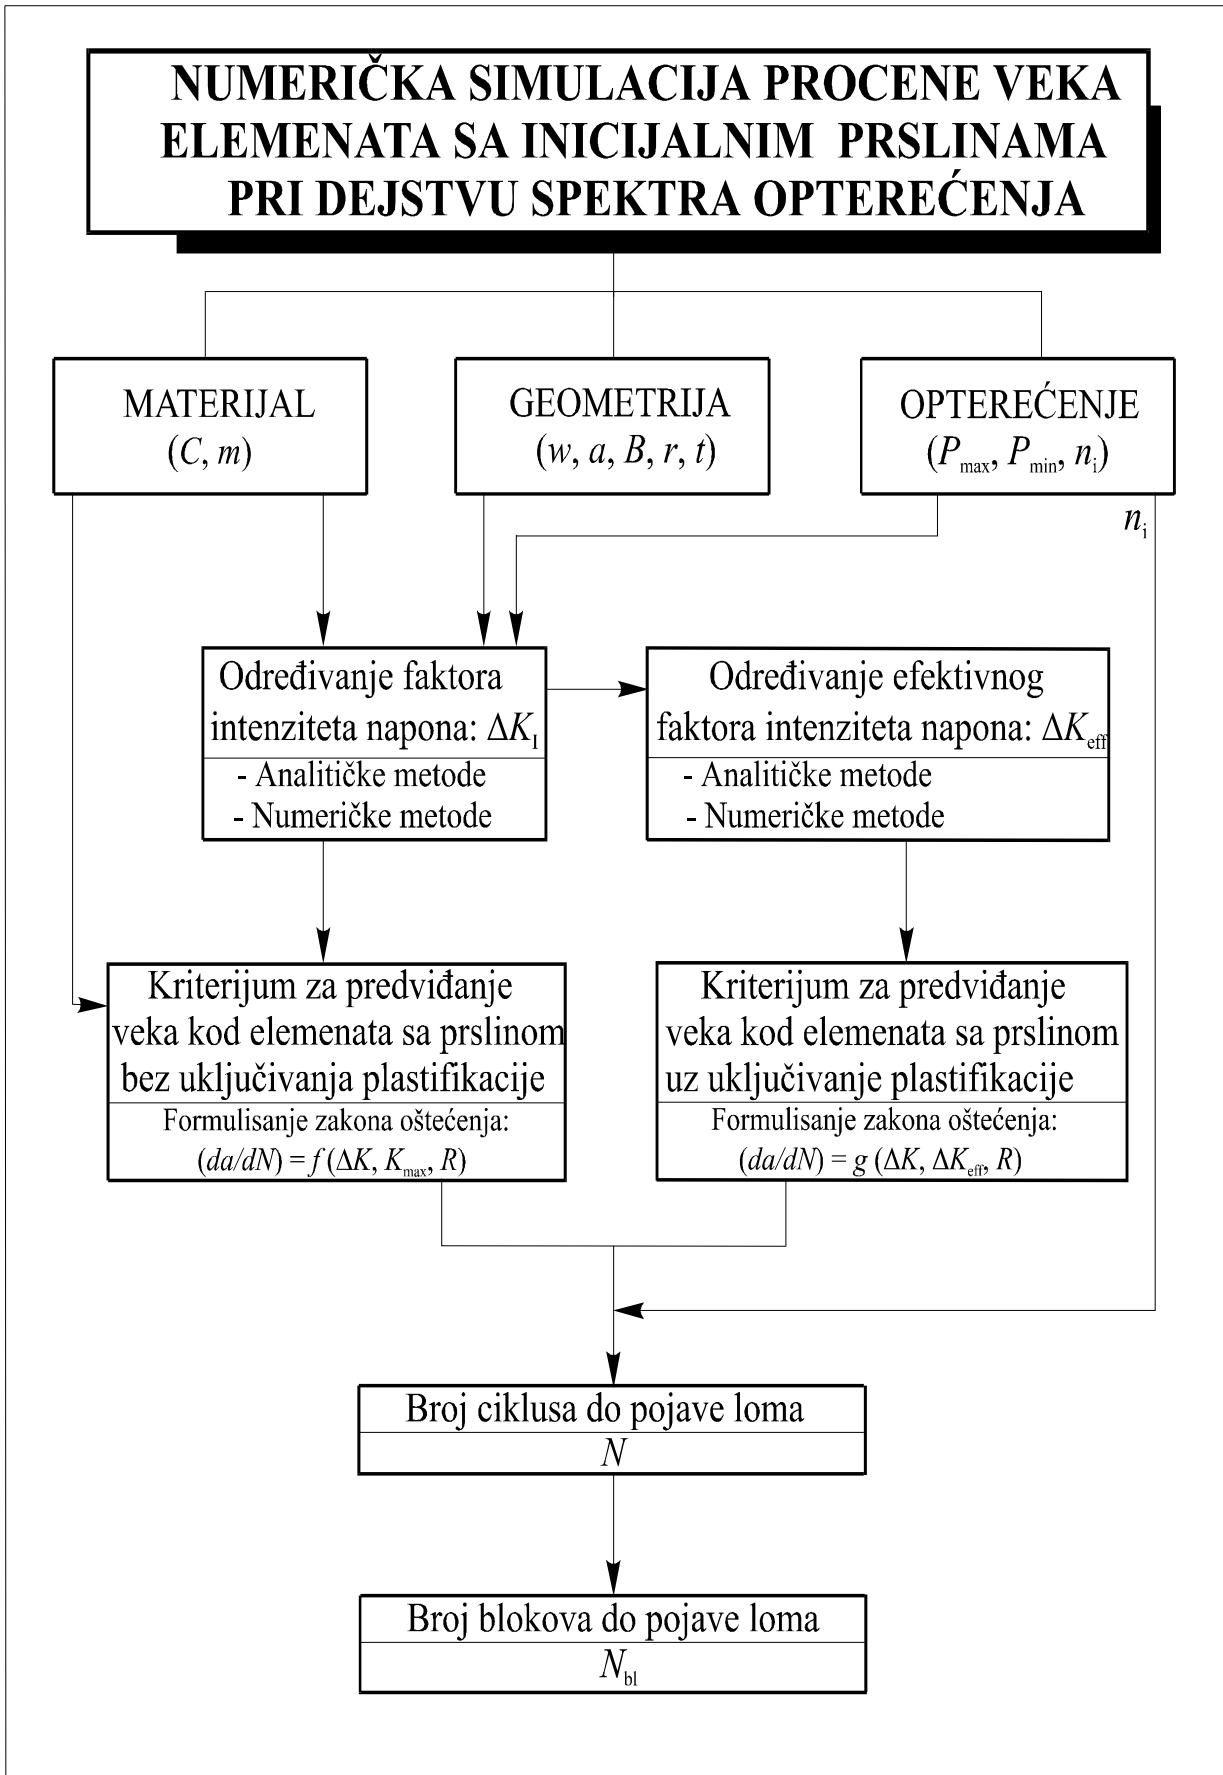 NUMERIČKA SIMULACIJA PROCENE VEKA
ELEMENATA SA INICIJALNIM PRSLINAMA
PRI DEJSTVU SPEKTRA OPTEREĆENJA
MATERIJAL
(C, m)
GEOMETRIJA
(w, a, B, r, t)
OPTEREĆENJE
(Pmax, Pmin, ni)
ni
Određivanje faktora
intenziteta napona: ΔKI
- Analitičke metode
- Numeričke metode
Određivanje efektivnog
faktora intenziteta napona: ΔKeff
- Analitičke metode
- Numeričke metode
Kriterijum za predviđanje
veka kod elemenata sa prslinom
bez uključivanja plastifikacije
Formulisanje zakona oštećenja:
(da/dN) = f (ΔK, Kmax, R)
Kriterijum za predviđanje
veka kod elemenata sa prslinom
uz uključivanje plastifikacije
Formulisanje zakona oštećenja:
(da/dN) = g (ΔK, ΔKeff, R)
Broj ciklusa do pojave loma
N
Broj blokova do pojave loma
Nbl